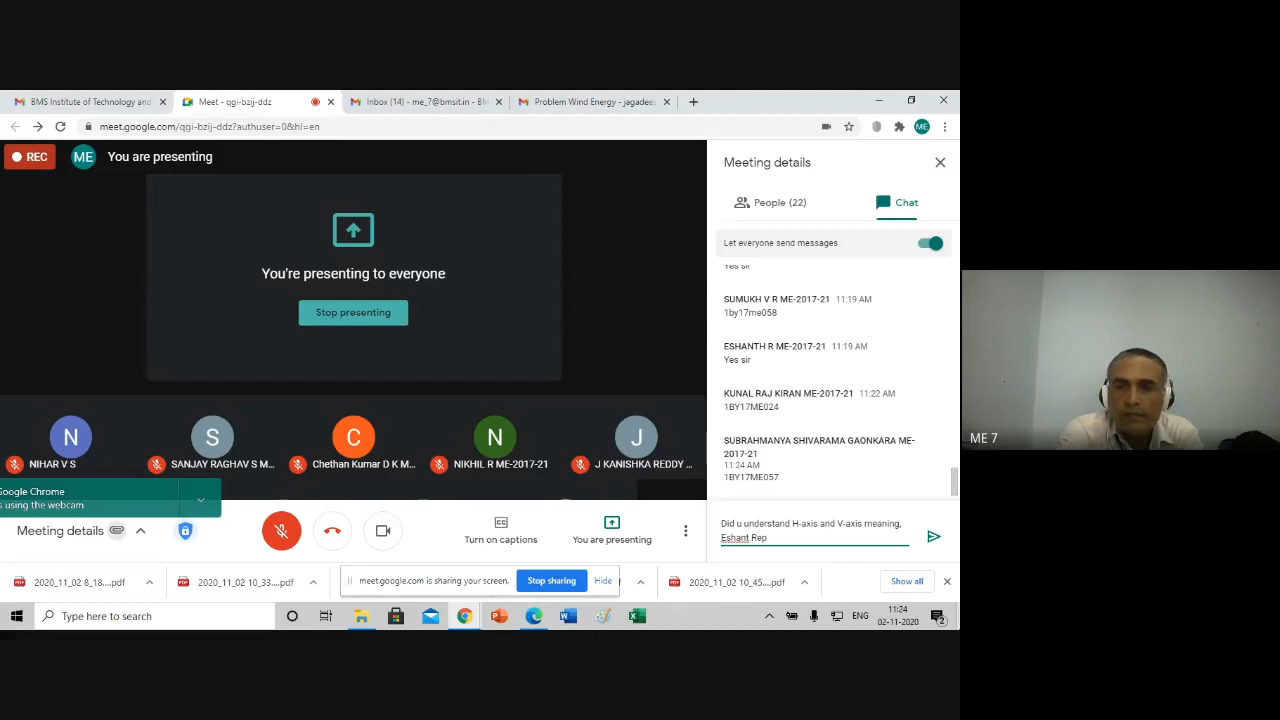 BMS Institute of Technology and
Meet - qgi-bzij-ddz
Inbox (14) - me_7@bmsit.in - BM
Problem Wind Energy - jagadees
meet.google.com/qgi-bzij-ddz?authuser=0&hl=en
ME
REC
ME
You are presenting
You're presenting to everyone
Stop presenting
N
S
C
N
J
NIHAR V S
SANJAY RAGHAV S M...
Chethan Kumar D K M...
NIKHIL R ME-2017-21
J KANISHKA REDDY ...
Google Chrome
s using the webcam
Meeting details
Turn on captions
You are presenting
Meeting details
People (22)
Chat
Let everyone send messages
Yes sir
SUMUKH V R ME-2017-21 11:19 AM
1by17me058
ESHANTH R ME-2017-21 11:19 AM
Yes sir
KUNAL RAJ KIRAN ME-2017-21 11:22 AM
1BY17ME024
SUBRAHMANYA SHIVARAMA GAONKARA ME-
2017-21
11:24 AM
1BY17ME057
Did u understand H-axis and V-axis meaning,
Eshant Rep
2020_11_02 8_18....pdf
2020_11_02 10_33....pdf
meet.google.com is sharing your screen.
Stop sharing
Hide
2020_11_02 10_45....pdf
Show all
Type here to search
ENG
11:24
02-11-2020
2
ME 7